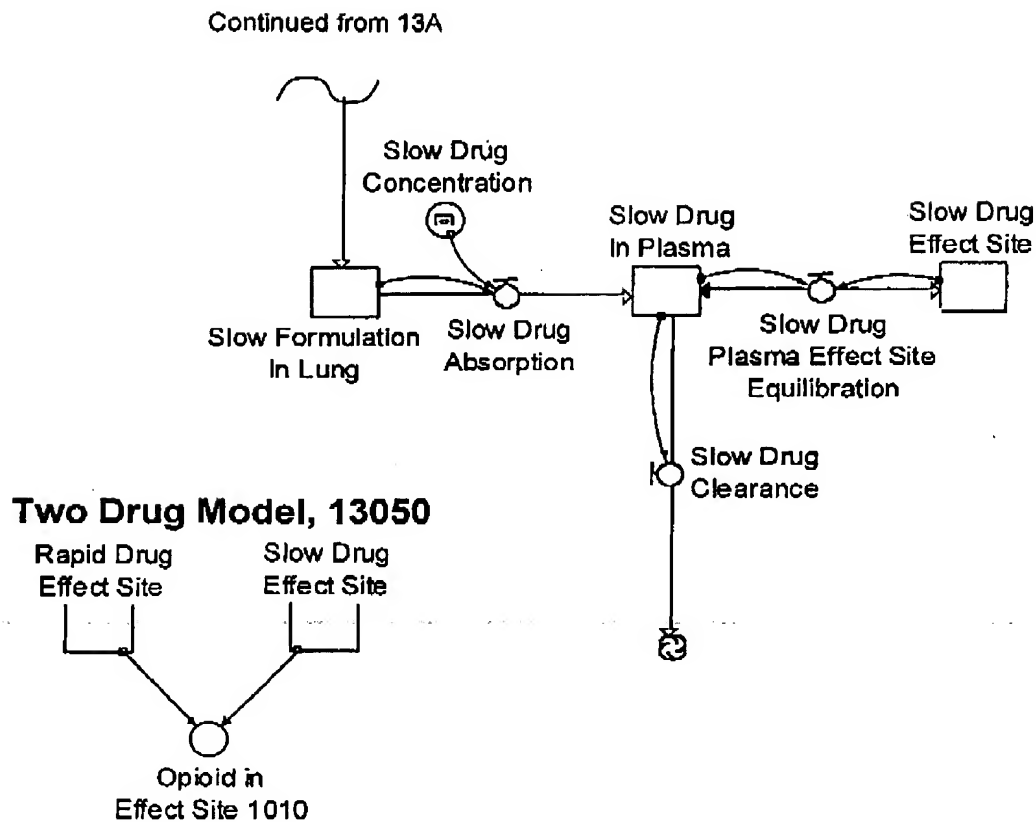 Continued from 13A
Slow Drug
Concentration
Slow Drug
In Plasma
Slow Drug
Effect Site
Slow Formulation
In Lung
Slow Drug
Absorption
Slow Drug
Plasma Effect Site
Equilibration
Slow Drug
Clearance
Two Drug Model, 13050
Rapid Drug
Effect Site
Slow Drug
Effect Site
Opioid in
Effect Site 1010